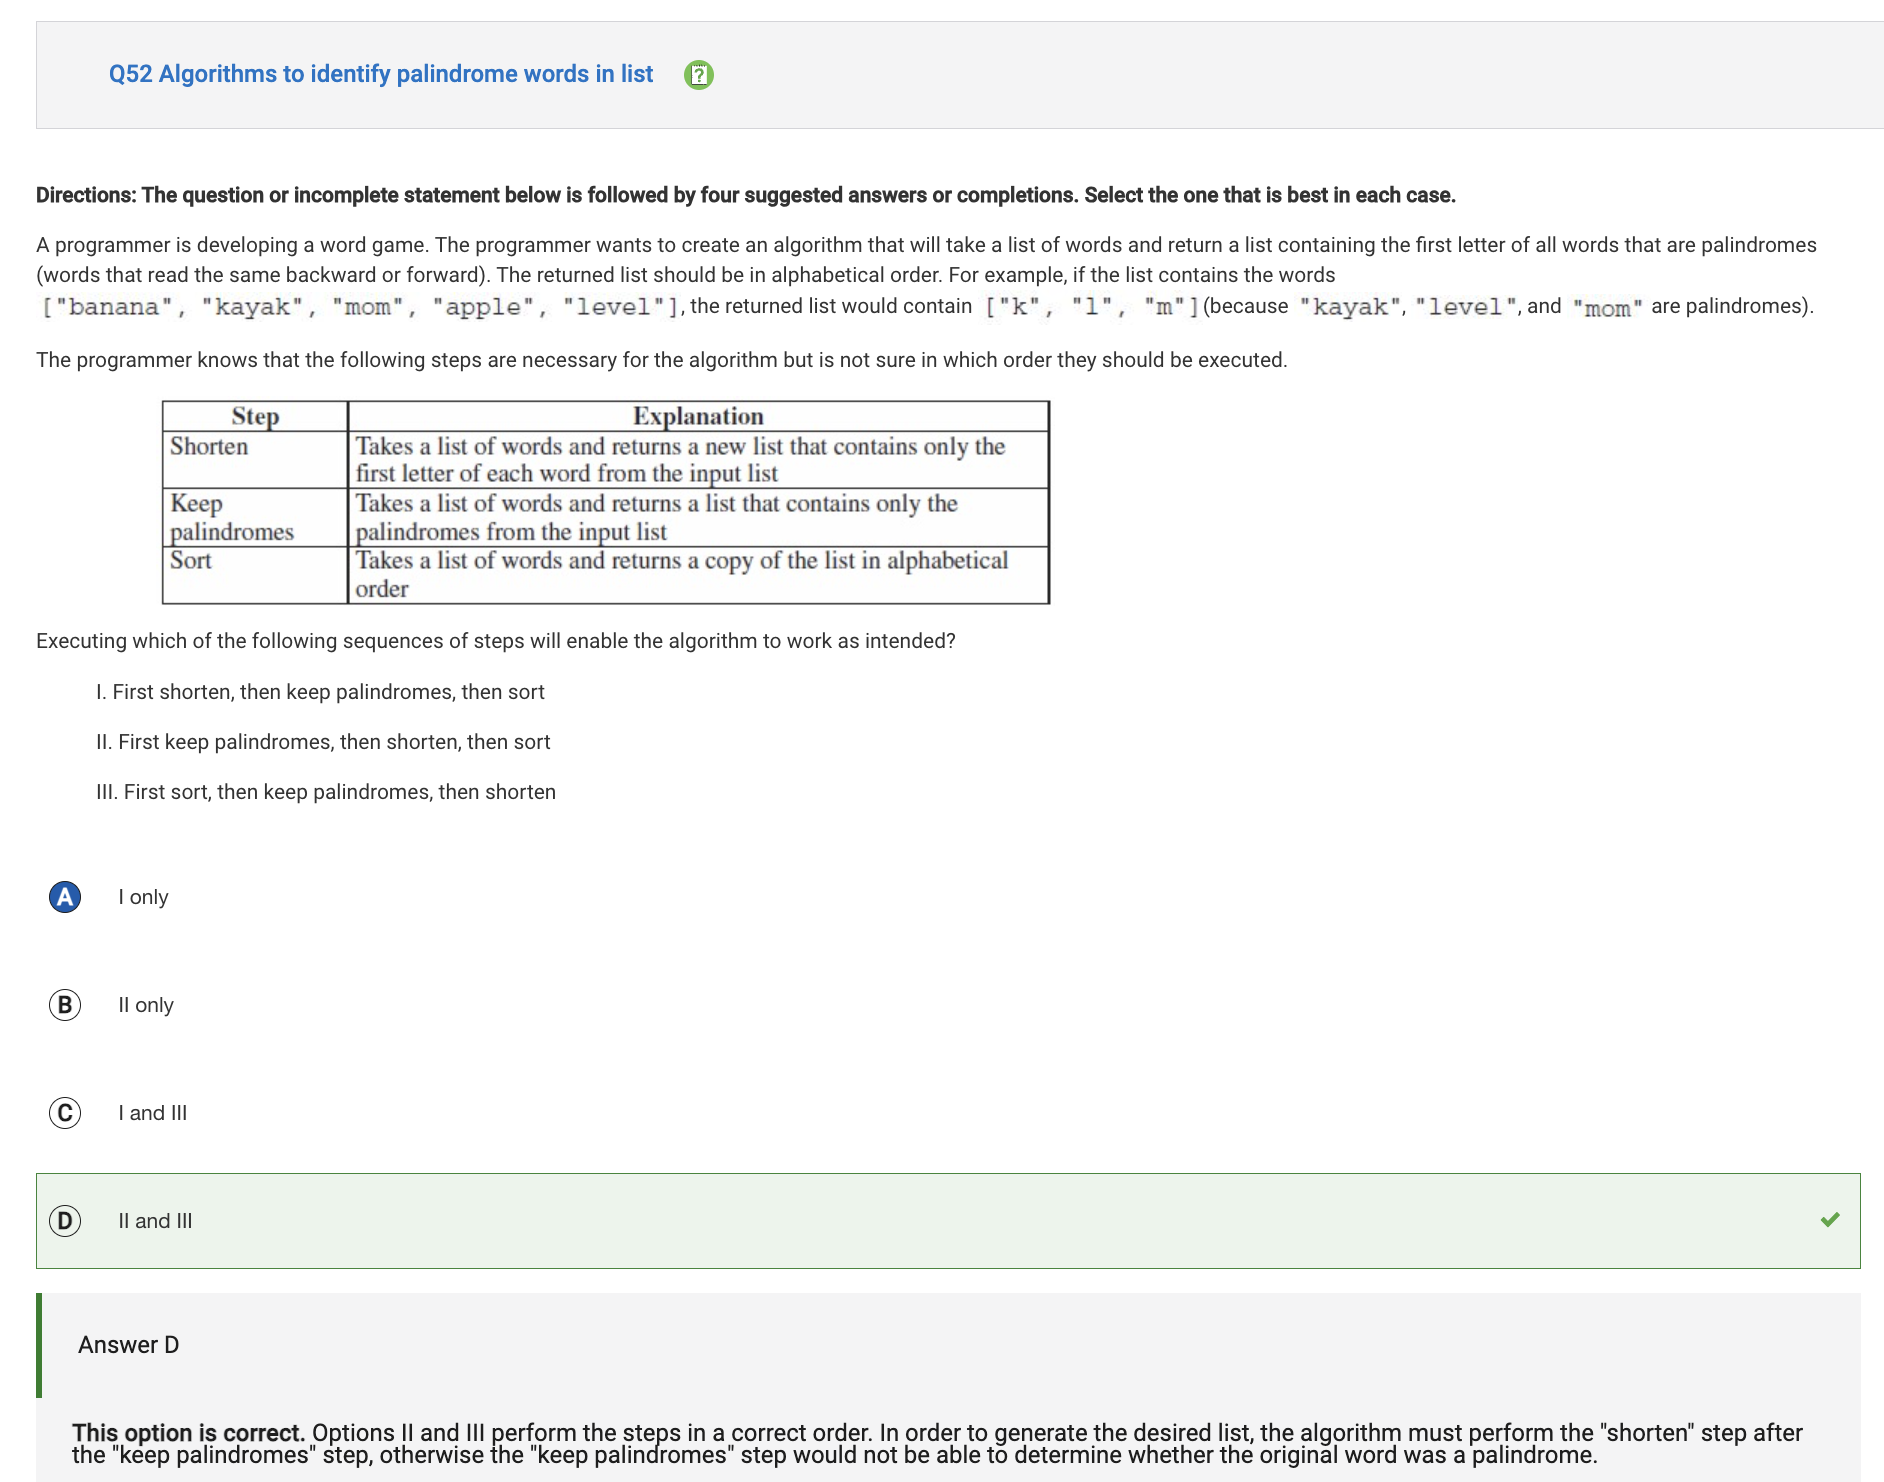 Q52 Algorithms to identify palindrome words in list
Directions: The question or incomplete statement below is followed by four suggested answers or completions. Select the one that is best in each case.
A programmer is developing a word game. The programmer wants to create an algorithm that will take a list of words and return a list containing the first letter of all words that are palindromes
(words that read the same backward or forward). The returned list should be in alphabetical order. For example, if the list contains the words
["banana", "kayak", "mom", "apple", "level"], the returned list would contain ["k", "l", "m"] (because "kayak", "level", and "mom" are palindromes).
The programmer knows that the following steps are necessary for the algorithm but is not sure in which order they should be executed.
Step Explanation
Shorten Takes a list of words and returns a new list that contains only the
first letter of each word from the input list
Keep Takes a list of words and returns a list that contains only the
palindromes palindromes from the input list
Sort Takes a list of words and returns a copy of the list in alphabetical
order
Executing which of the following sequences of steps will enable the algorithm to work as intended?
I. First shorten, then keep palindromes, then sort
II. First keep palindromes, then shorten, then sort
III. First sort, then keep palindromes, then shorten
A I only
B II only
C I and III
D II and III
Answer D
This option is correct. Options II and III perform the steps in a correct order. In order to generate the desired list, the algorithm must perform the "shorten" step after
the "keep palindromes" step, otherwise the "keep palindromes" step would not be able to determine whether the original word was a palindrome.